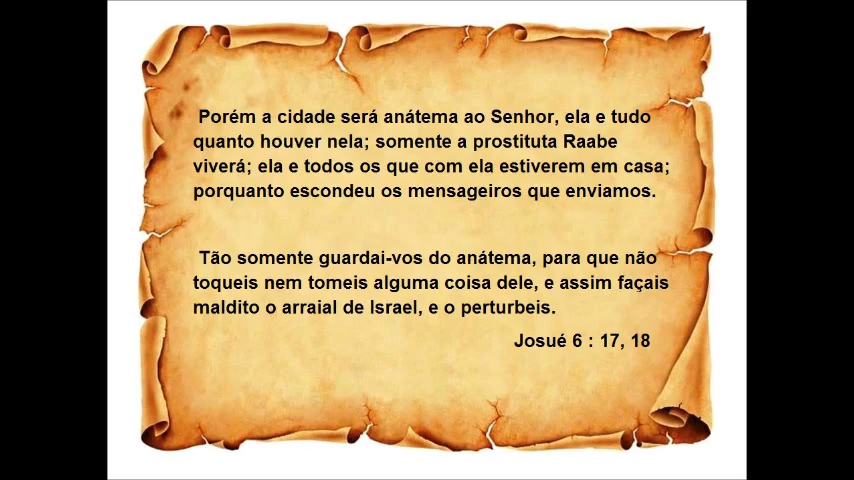 Porém a cidade será anátema ao Senhor, ela e tudo
quanto houver nela; somente a prostituta Raabe
viverá; ela e todos os que com ela estiverem em casa;
porquanto escondeu os mensageiros que enviamos.
Tão somente guardai-vos do anátema, para que não
toqueis nem tomeis alguma coisa dele, e assim façais
maldito o arraial de Israel, e o perturbeis.
Josué 6 : 17, 18